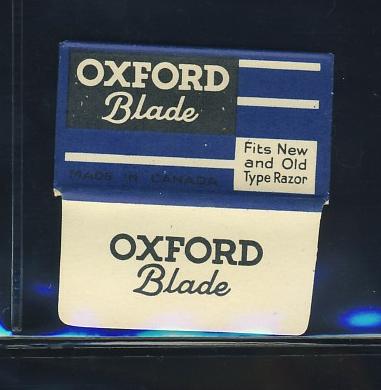 OXFORD
Blade
Fits New
and Old
Type Razor
MADE IN CANADA
OXFORD
Blade